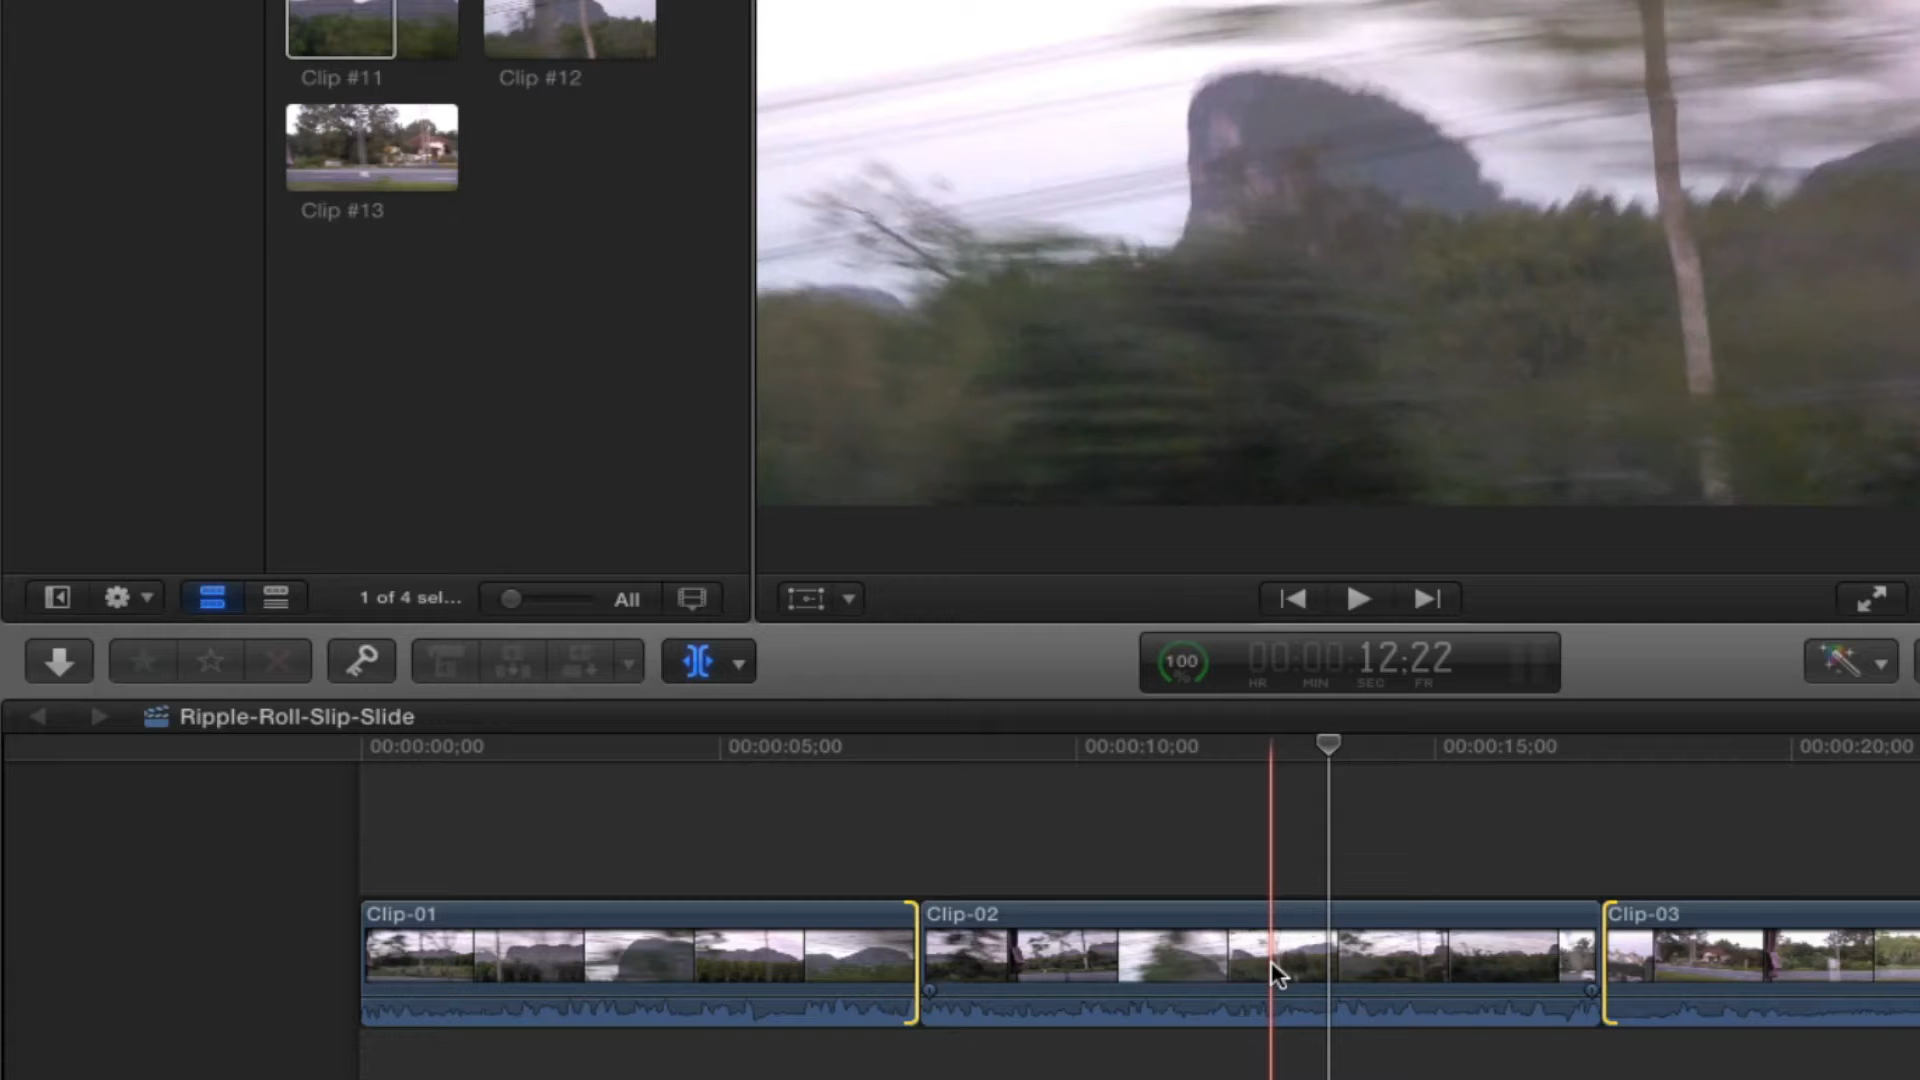 Clip #11
Clip #12
Clip #13
1 of 4 sel...
All
100
%
00:00:12;22
HR MIN SEC FR
Ripple-Roll-Slip-Slide
00:00:00;00
00:00:05;00
00:00:10;00
00:00:15;00
00:00:20;00
Clip-01
Clip-02
Clip-03